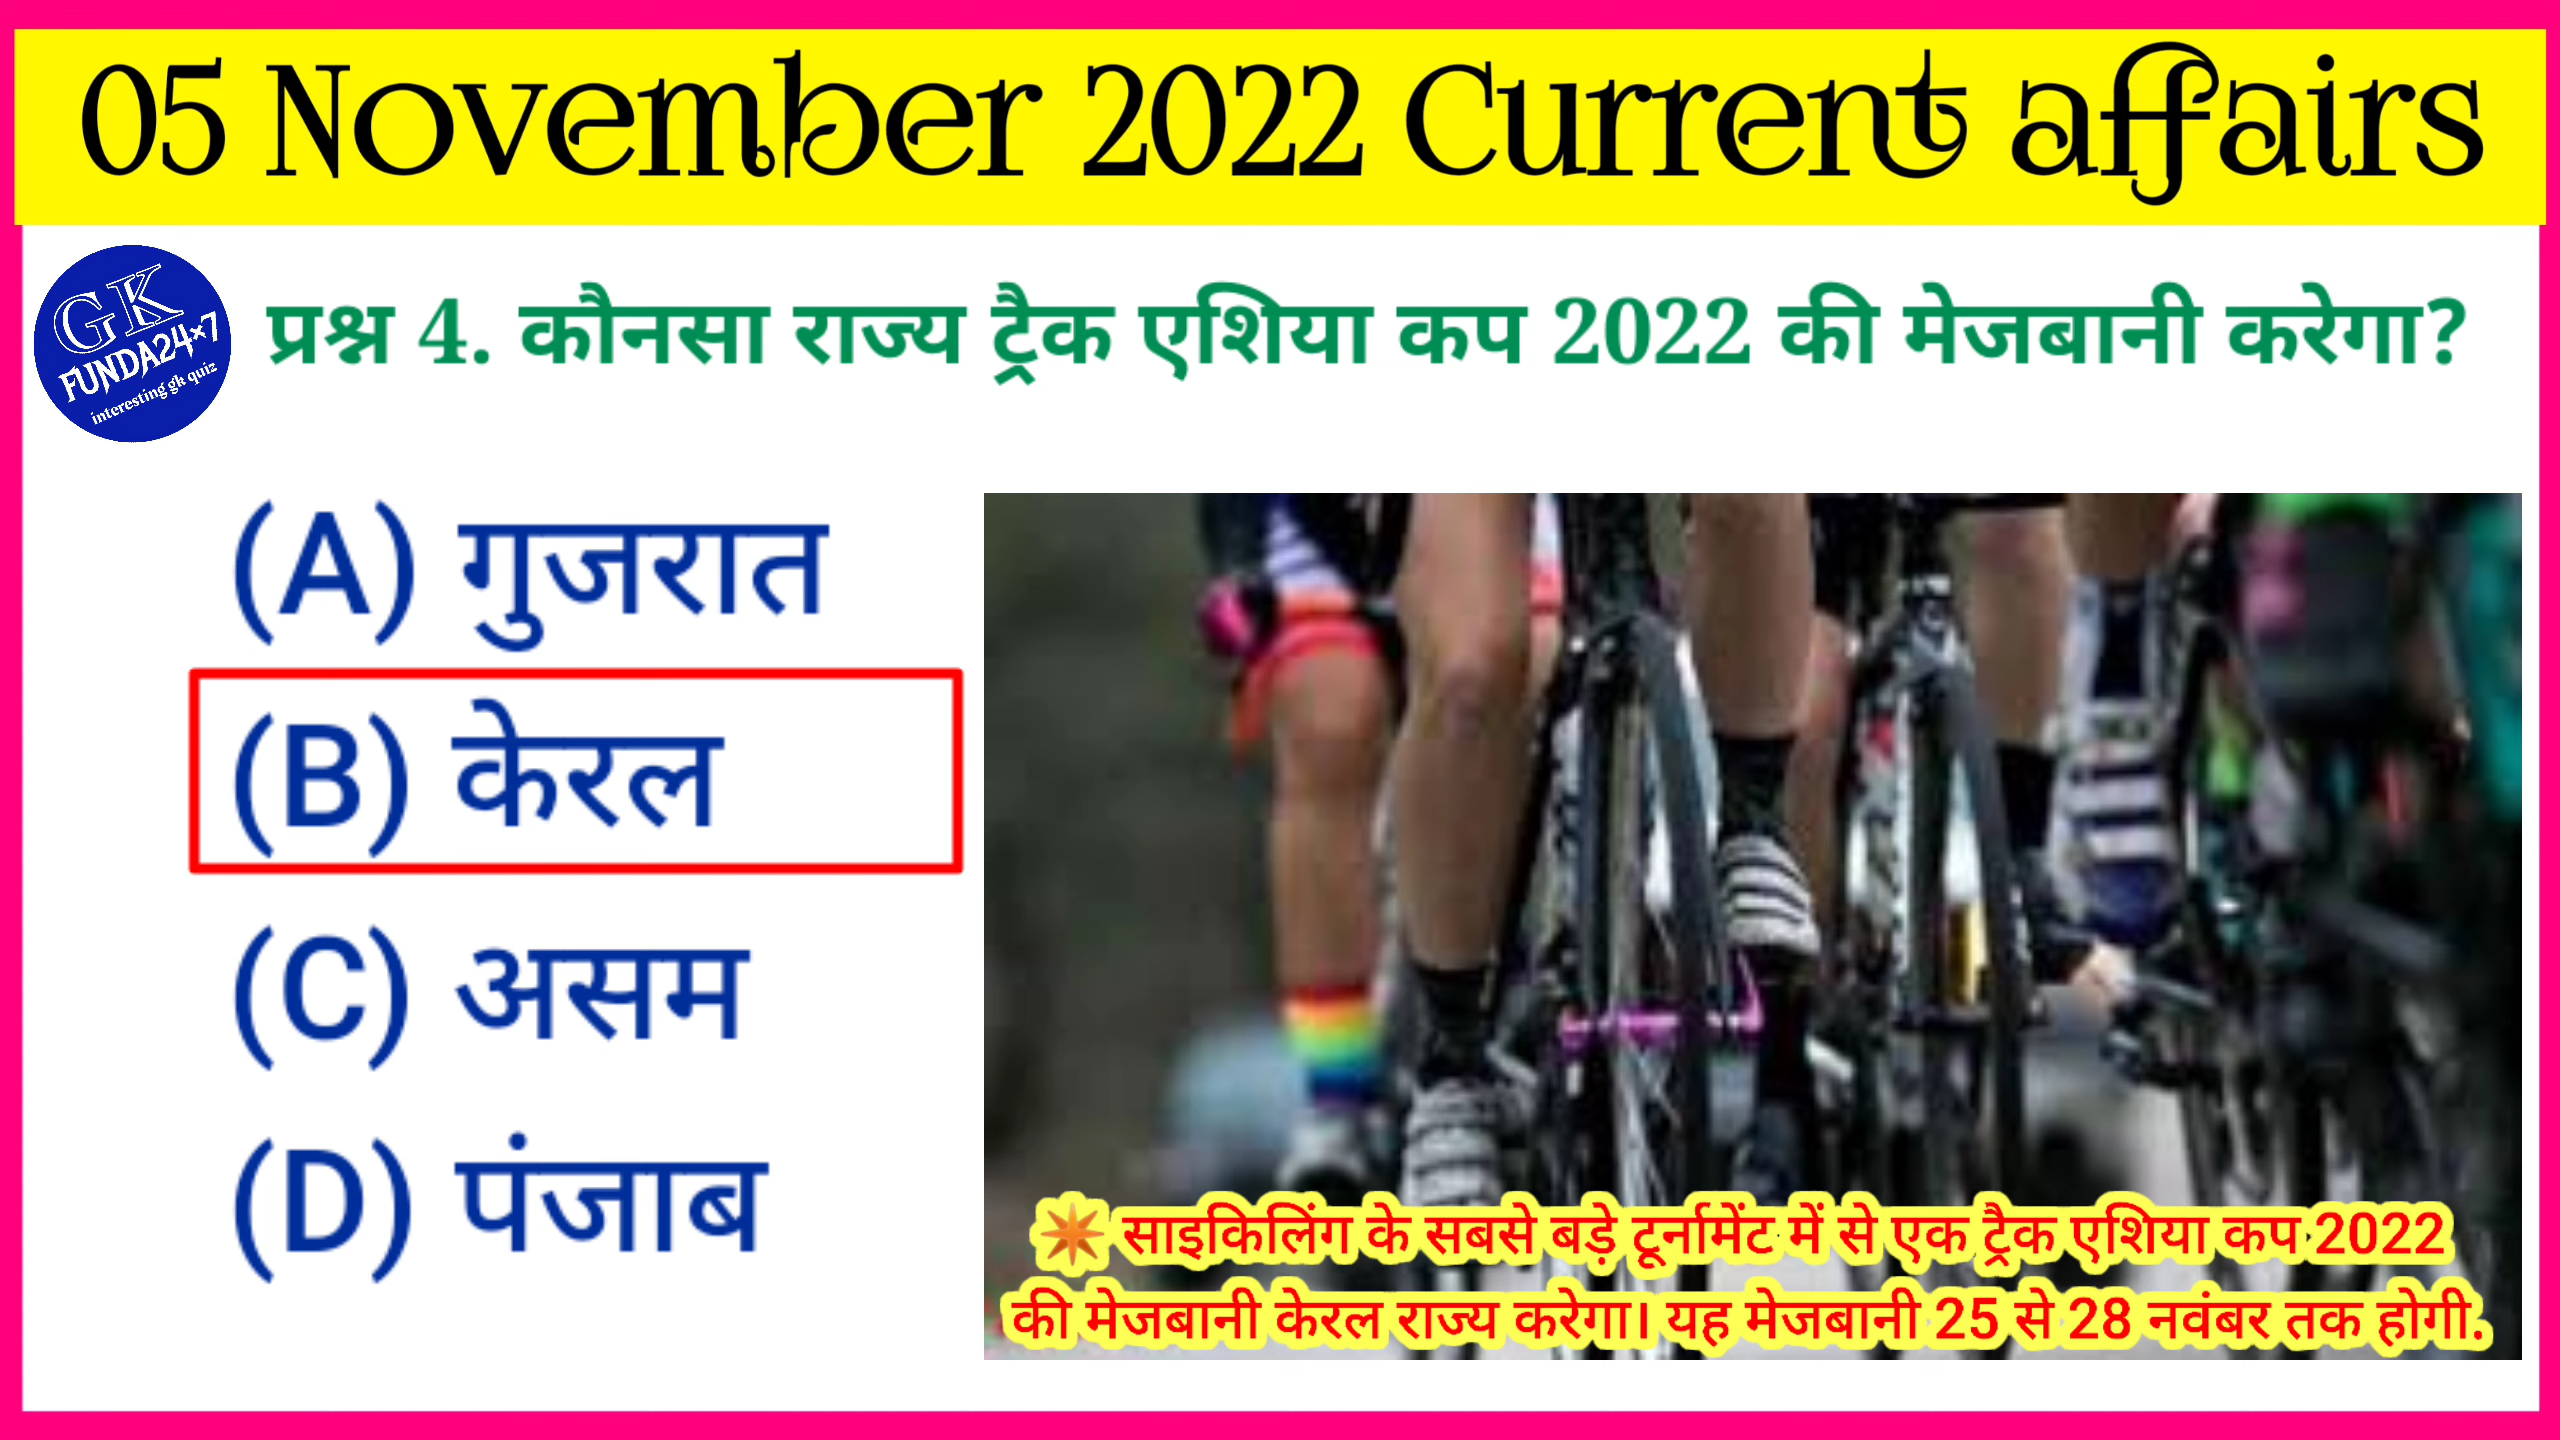 05 November 2022 Current affairs
GK
FUNDA24×7
interesting gk quiz
प्रश्न 4. कौनसा राज्य ट्रैक एशिया कप 2022 की मेजबानी करेगा?
(A) गुजरात
(B) केरल
(C) असम
(D) पंजाब
साइकिलिंग के सबसे बड़े टूर्नामेंट में से एक ट्रैक एशिया कप 2022
की मेजबानी केरल राज्य करेगा। यह मेजबानी 25 से 28 नवंबर तक होगी.